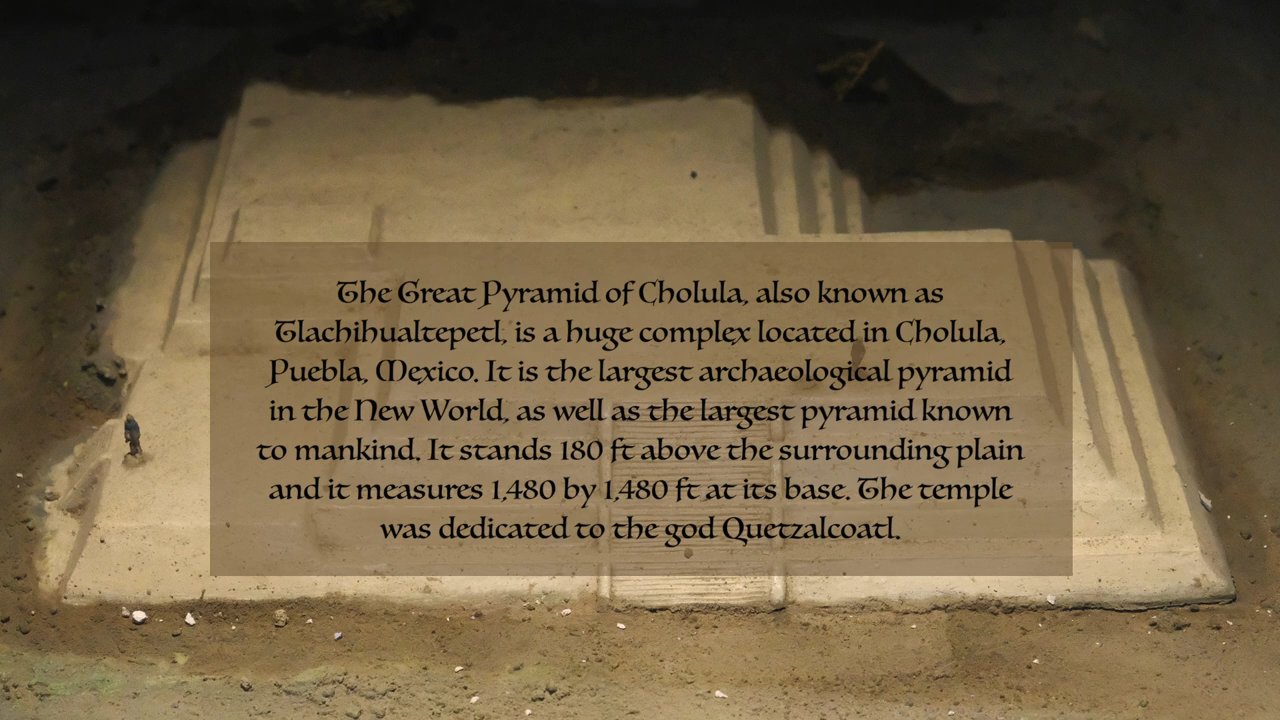 The Great Pyramid of Cholula, also known as
Tlachihualtepetl, is a huge complex located in Cholula,
Puebla, Mexico. It is the largest archaeological pyramid
in the New World, as well as the largest pyramid known
to mankind. It stands 180 ft above the surrounding plain
and it measures 1,480 by 1,480 ft at its base. The temple
was dedicated to the god Quetzalcoatl.